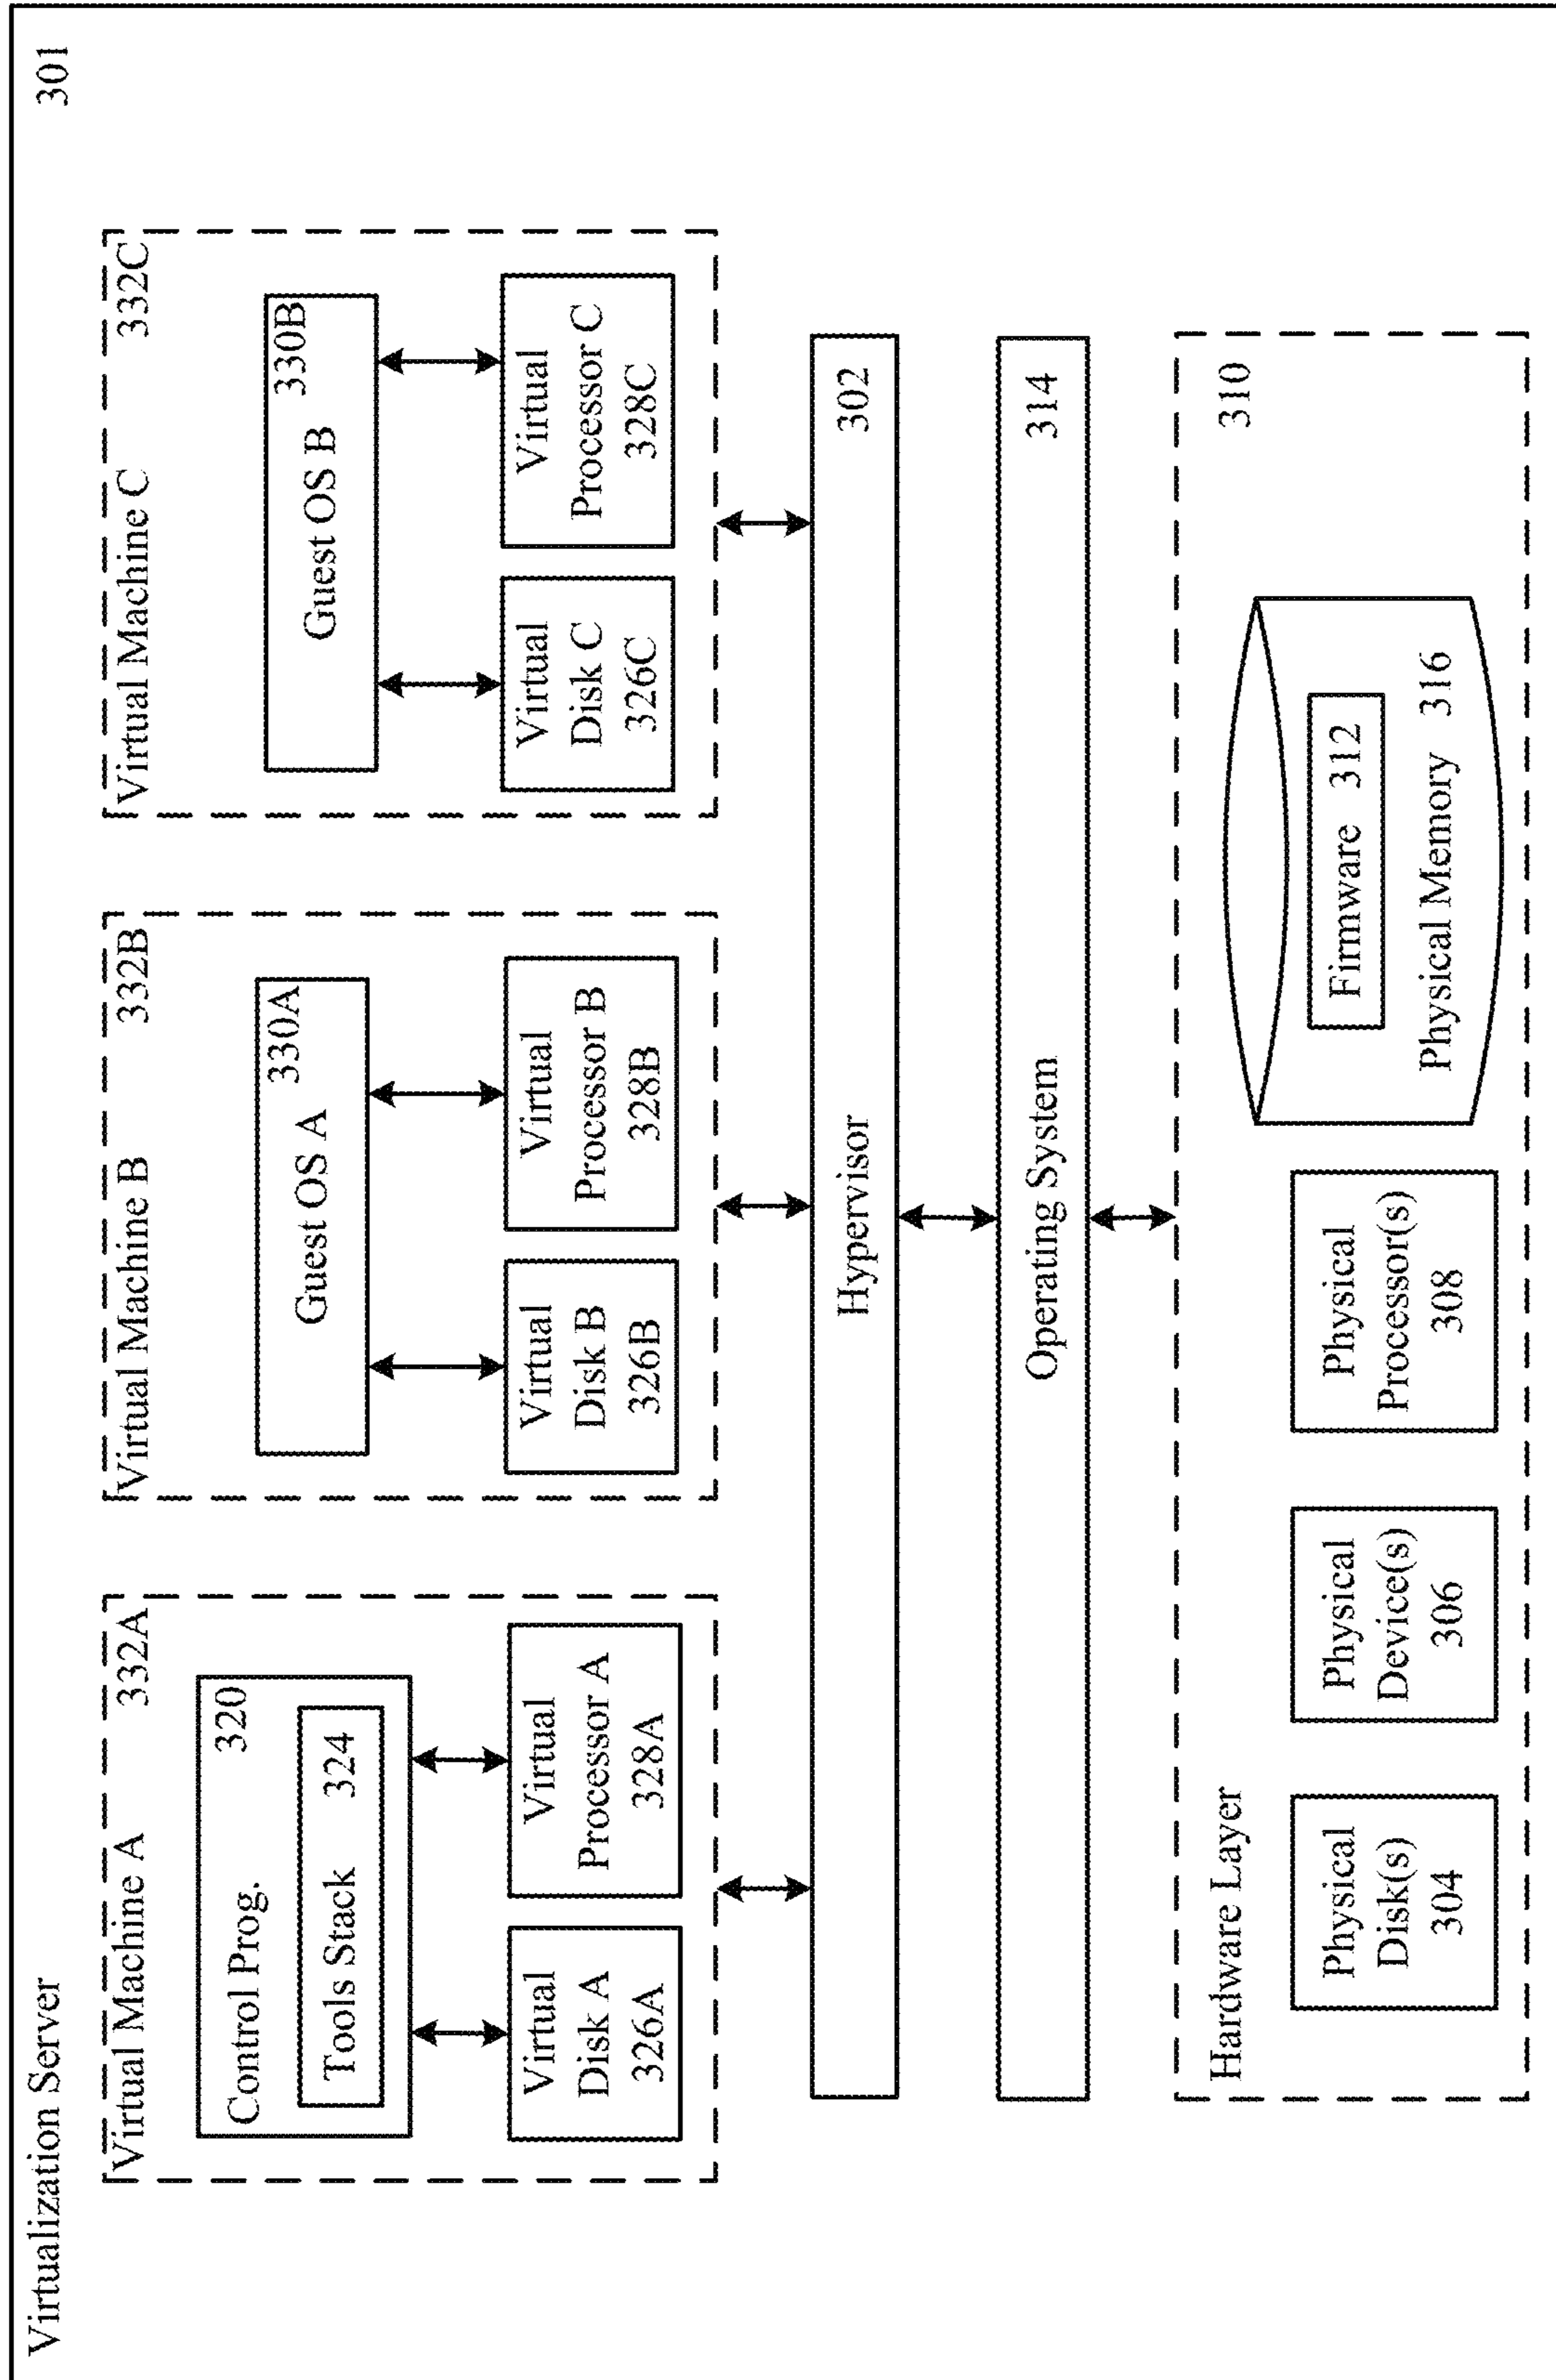 Virtualization Server
301
Virtual Machine A 332A
Control Prog. 320
Tools Stack 324
Virtual
Disk A
326A
Virtual
Processor A
328A
Virtual Machine B 332B
330A
Guest OS A
Virtual
Disk B
326B
Virtual
Processor B
328B
Virtual Machine C 332C
330B
Guest OS B
Virtual
Disk C
326C
Virtual
Processor C
328C
Hypervisor 302
Operating System 314
Hardware Layer 310
Physical
Disk(s)
304
Physical
Device(s)
306
Physical
Processor(s)
308
Firmware 312
Physical Memory 316